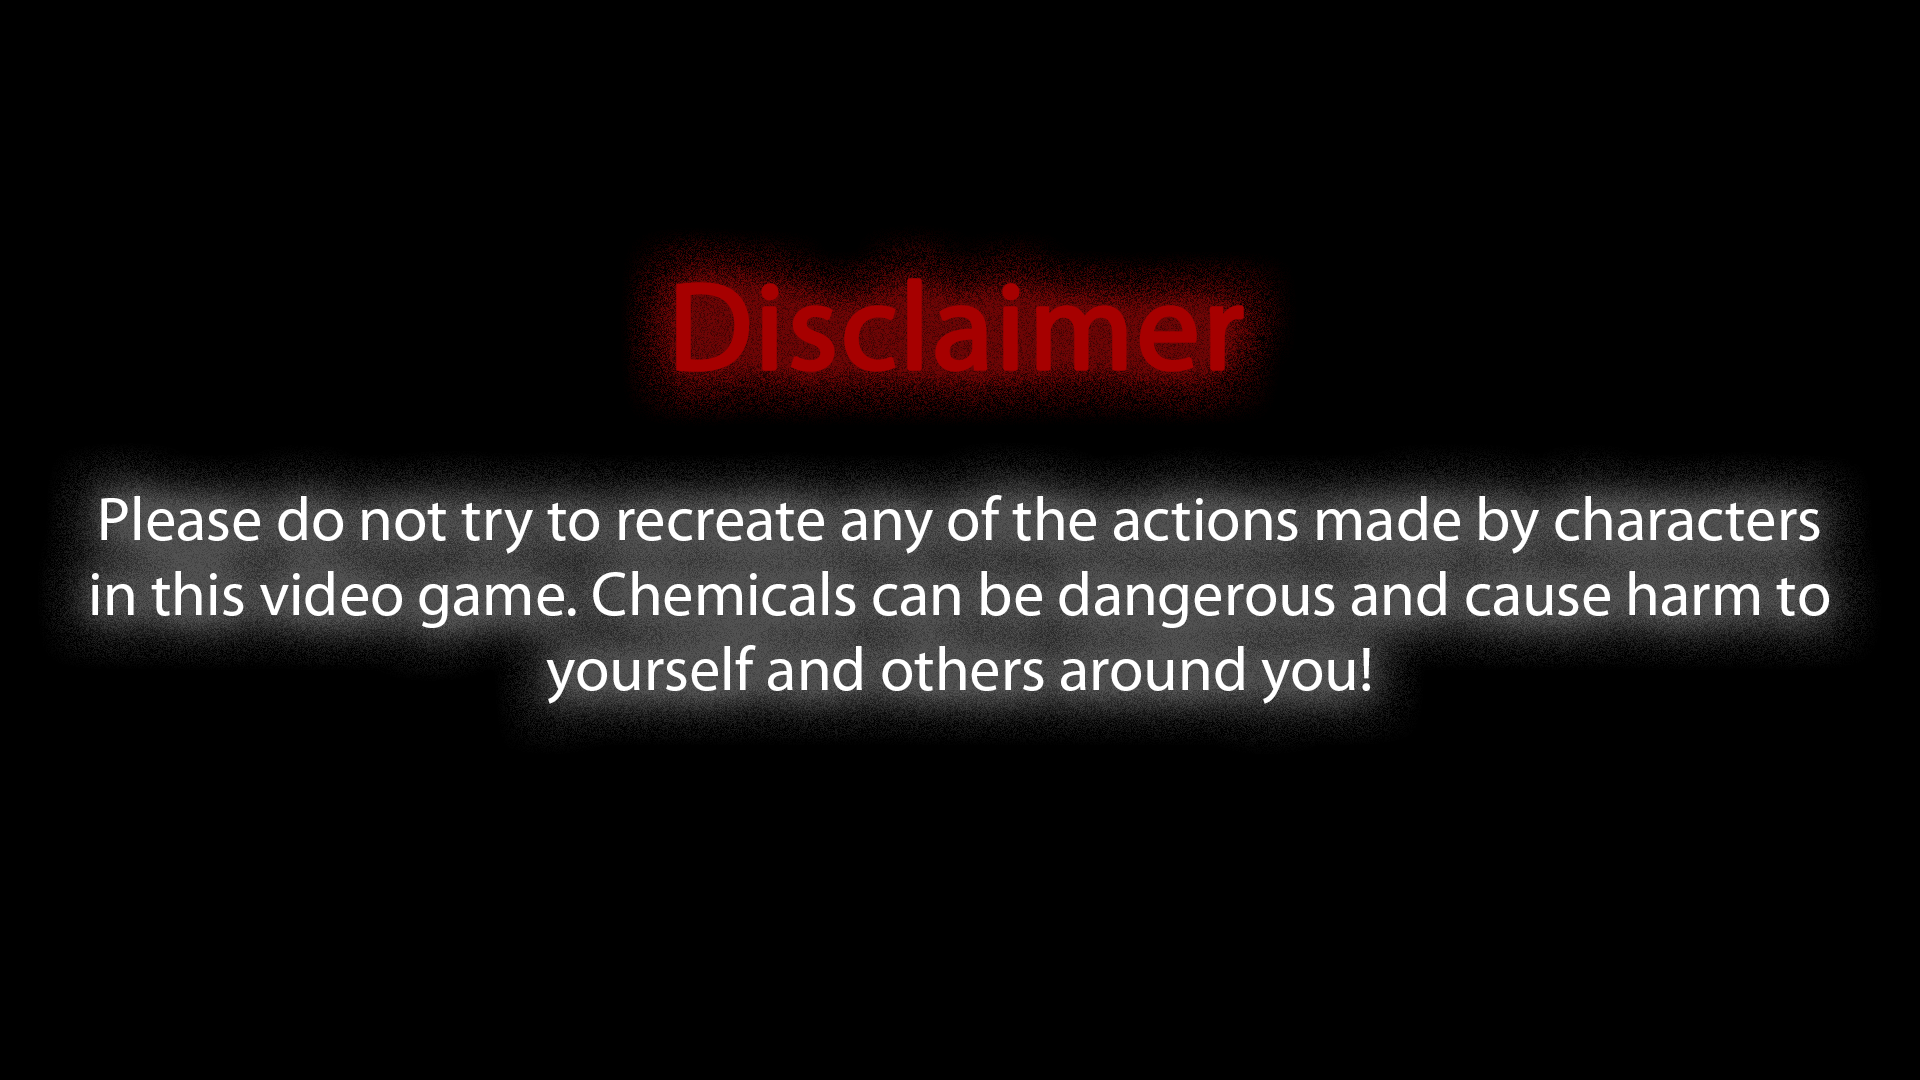 Disclaimer
Please do not try to recreate any of the actions made by characters
in this video game. Chemicals can be dangerous and cause harm to
yourself and others around you!